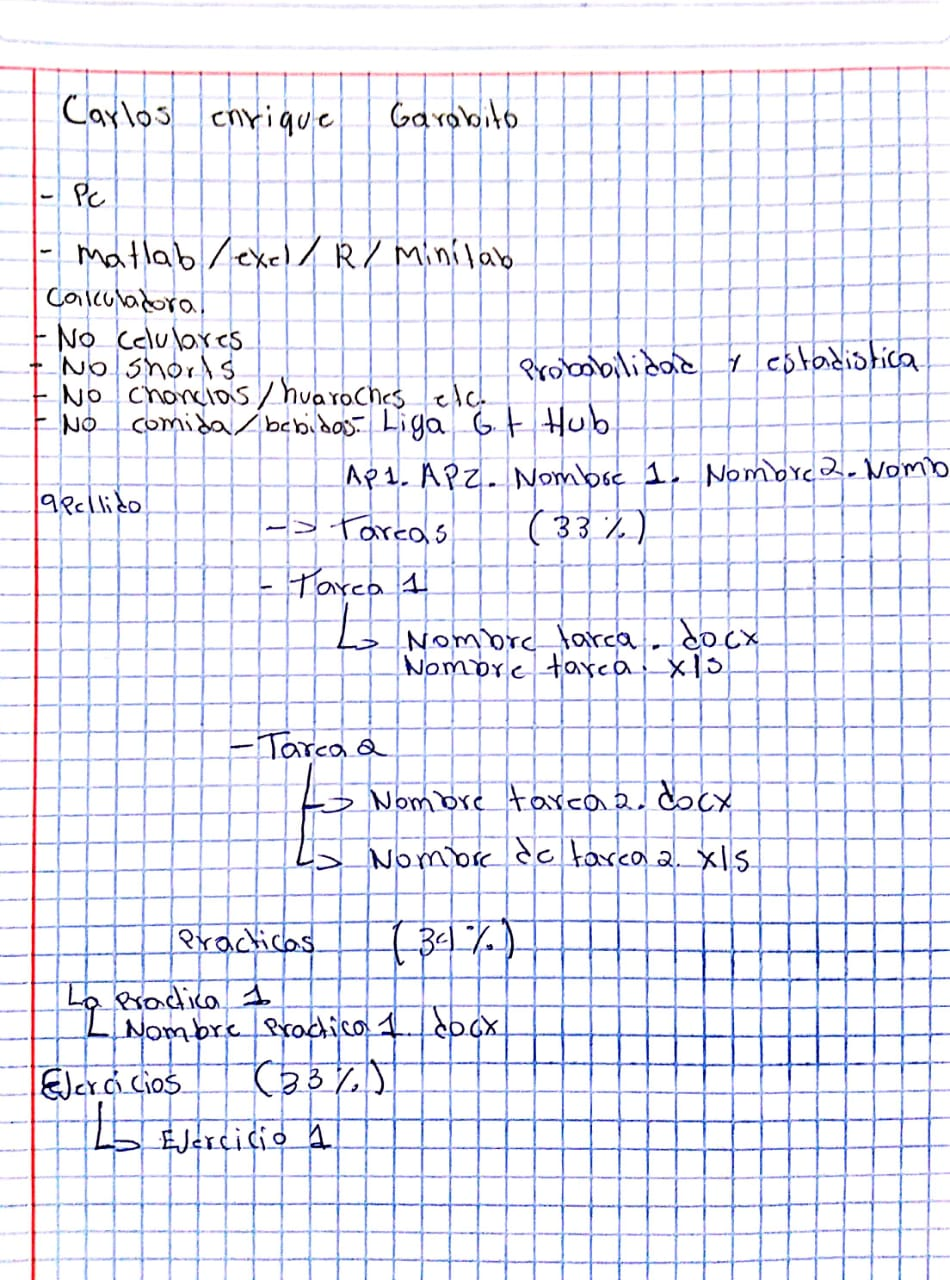 Carlos enrique Garabito
- Pc
- Matlab/exel/ R/ Minilab
Calculadora.
- No celulares
- No shorts
Probabilidad y estadistica
- No chanclas/huaraches etc.
- No comida/bebidas - Liga Git Hub
AP1. AP2. Nombre 1. Nombre 2. Nomb
apellido
-> Tareas (33%)
- Tarea 1
↳ Nombre tarea. docx
Nombre tarea. xls
- Tarea 2
↳ Nombre tarea 2. docx
↳ Nombre de tarea 2. xls
Practicas (34%)
↳ Practica 1
L Nombre Practica 1. docx
Ejercicios (33%)
↳ Ejercicio 1